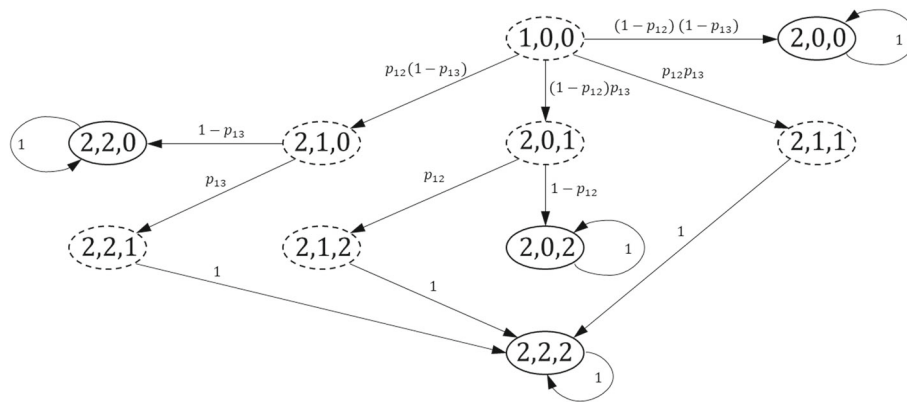 1,0,0
(1−p₁₂) (1−p₁₃)
2,0,0
1
p₁₂(1−p₁₃)
(1−p₁₂)p₁₃
p₁₂p₁₃
1
2,2,0
1−p₁₃
2,1,0
2,0,1
2,1,1
p₁₃
p₁₂
1−p₁₂
2,2,1
2,1,2
2,0,2
1
1
1
1
2,2,2
1